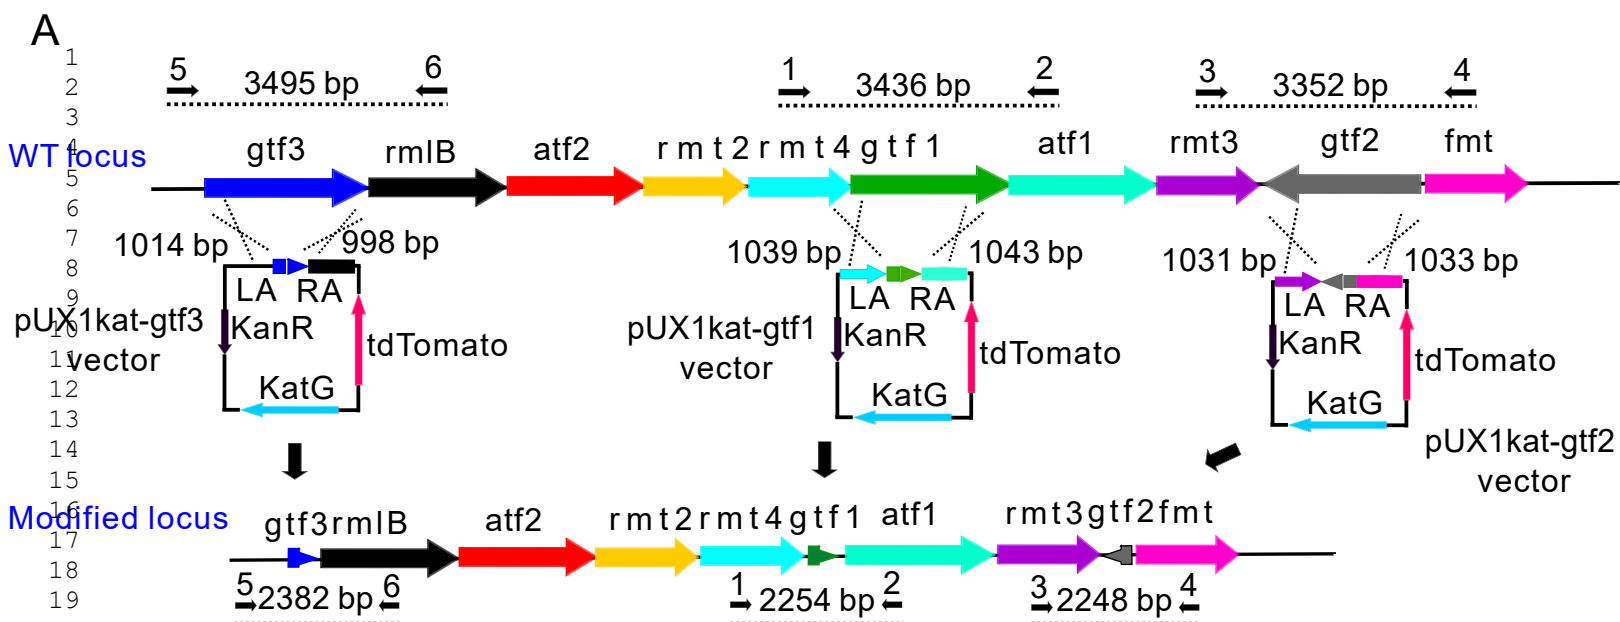 A
1
2
3
4
5
6
7
8
9
10
11
12
13
14
15
16
17
18
19
5 3495 bp 6 1 3436 bp 2 3 3352 bp 4
WT locus gtf3 rmlB atf2 rmt2 rmt4 gtf1 atf1 rmt3 gtf2 fmt
1014 bp 998 bp 1039 bp 1043 bp 1031 bp 1033 bp
LA RA LA RA LA RA
pUX1kat-gtf3
vector
KanR
tdTomato
KatG
pUX1kat-gtf1
vector
KanR
tdTomato
KatG
KanR
tdTomato
KatG
pUX1kat-gtf2
vector
Modified locus gtf3 rmlB atf2 rmt2 rmt4 gtf1 atf1 rmt3 gtf2 fmt
5 2382 bp 6 1 2254 bp 2 3 2248 bp 4